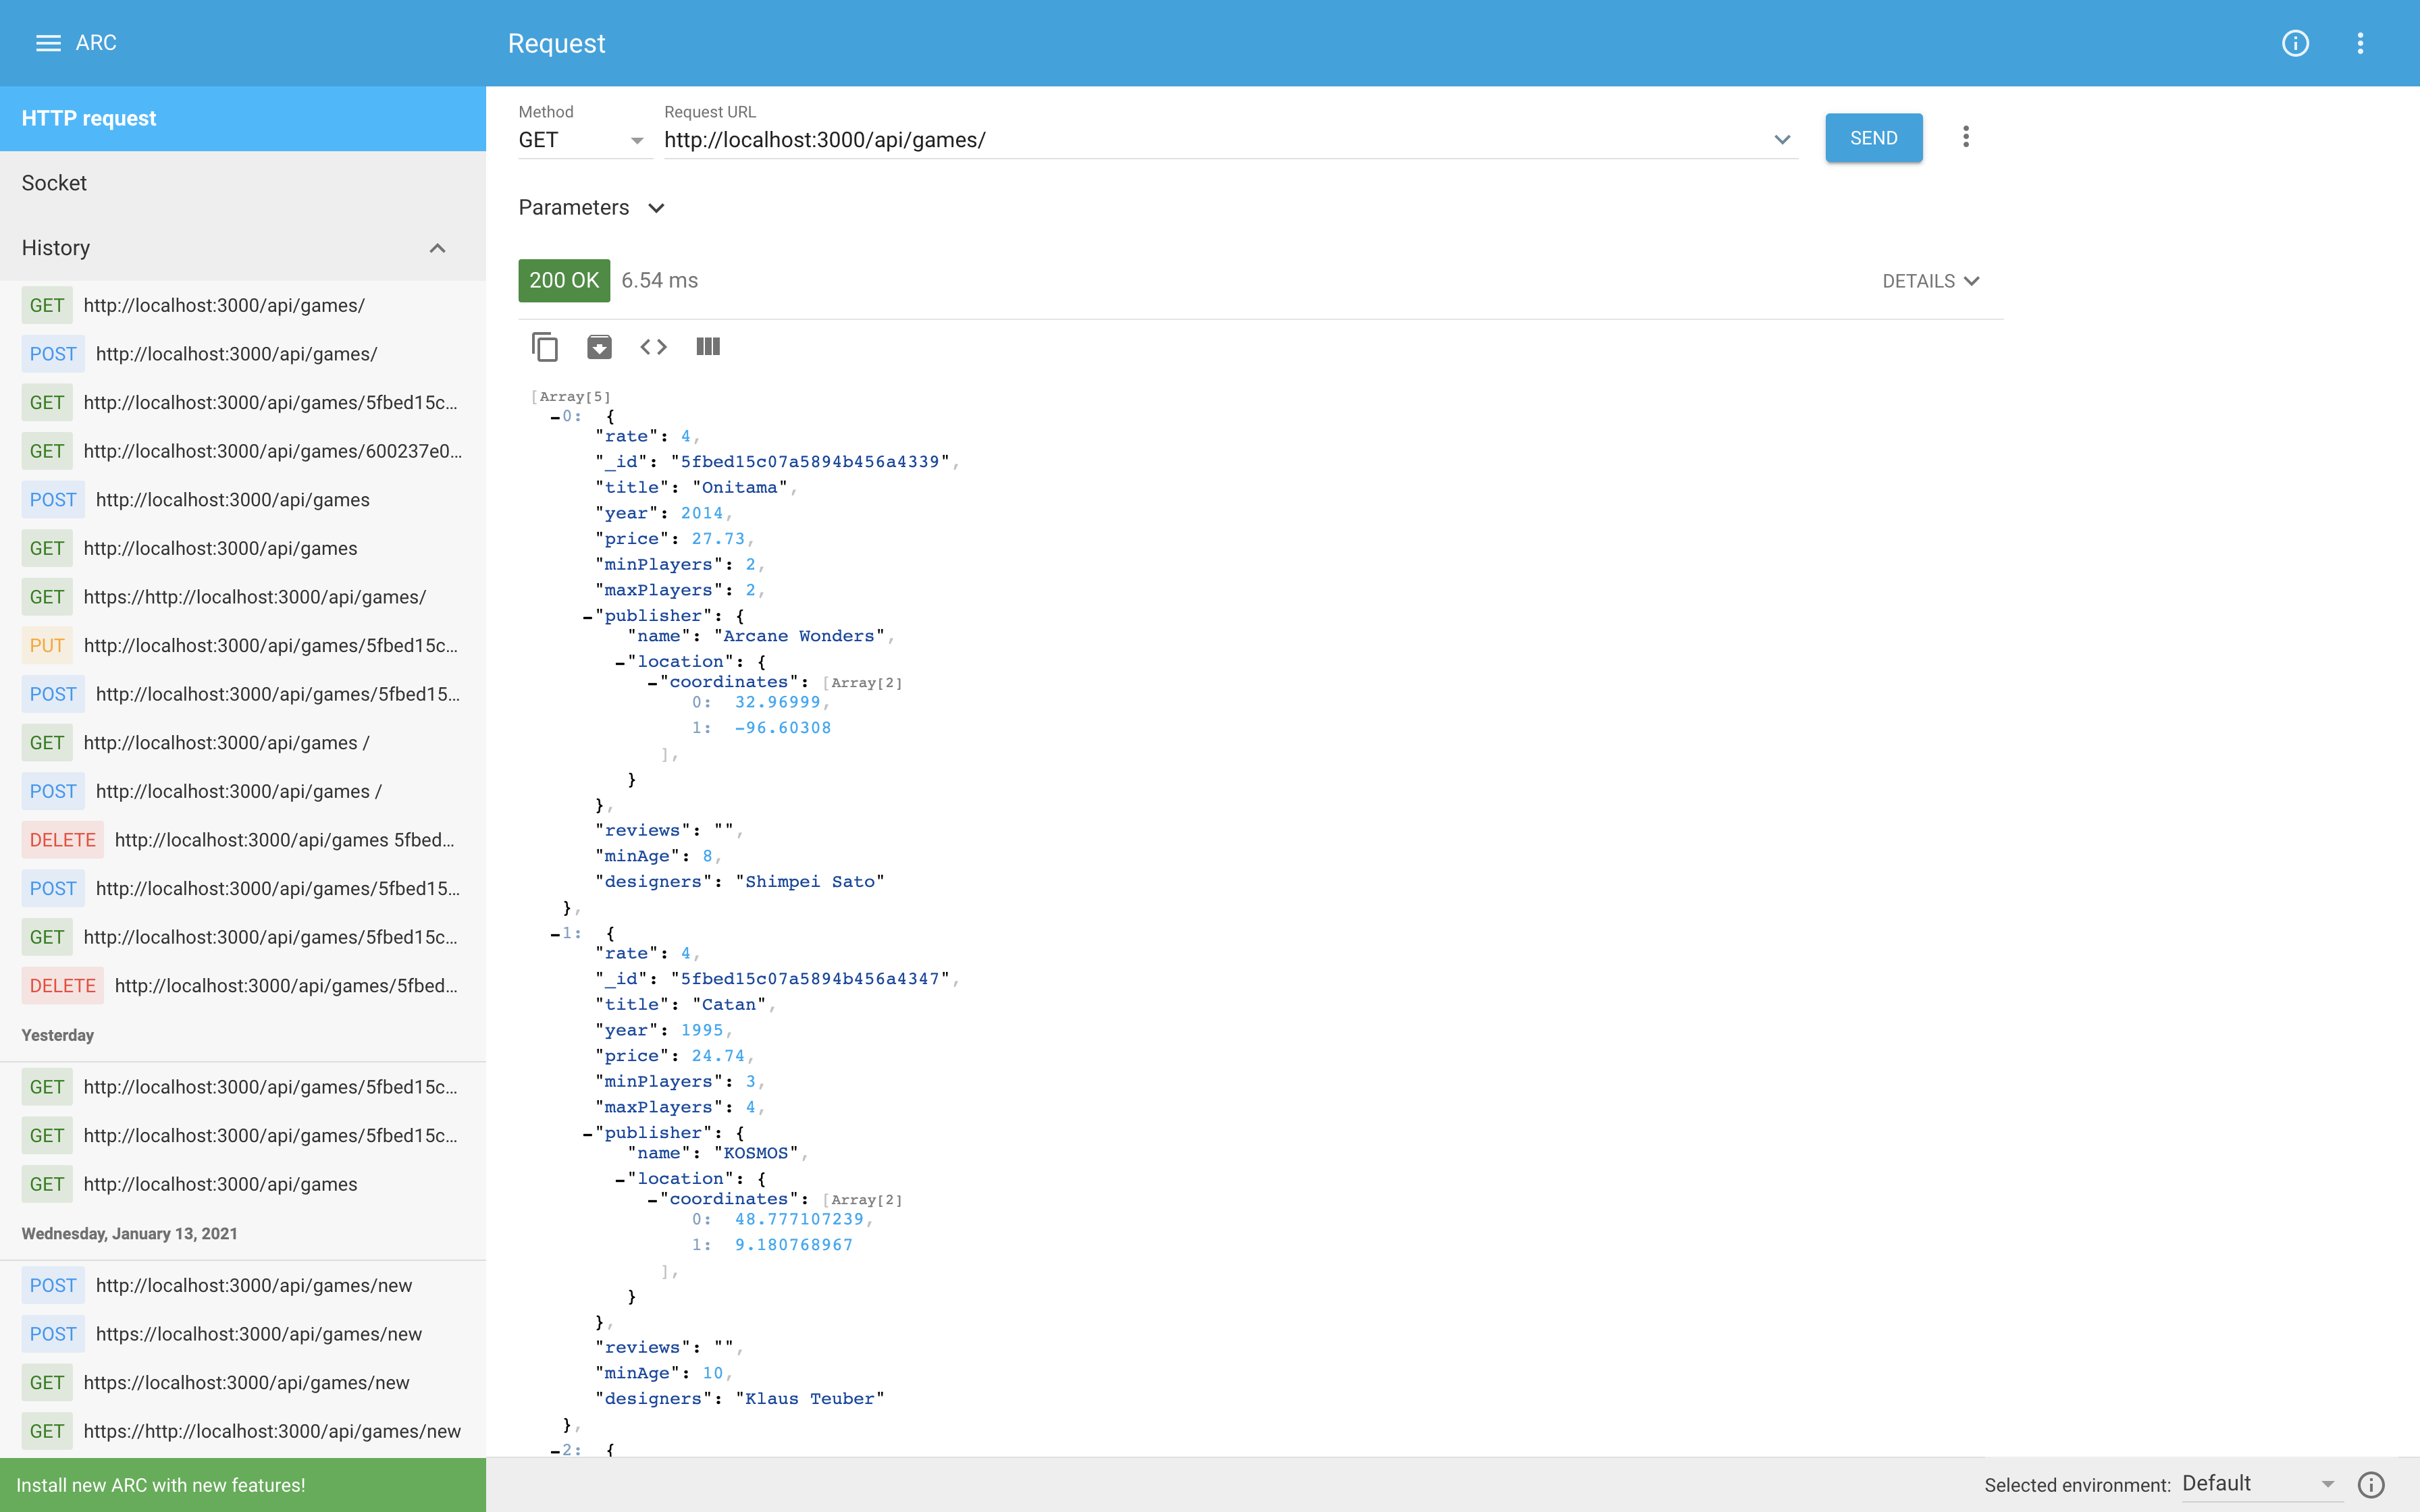 ARC
Request
HTTP request
Socket
History
GET http://localhost:3000/api/games/
POST http://localhost:3000/api/games/
GET http://localhost:3000/api/games/5fbed15c...
GET http://localhost:3000/api/games/600237e0...
POST http://localhost:3000/api/games
GET http://localhost:3000/api/games
GET https://http://localhost:3000/api/games/
PUT http://localhost:3000/api/games/5fbed15c...
POST http://localhost:3000/api/games/5fbed15...
GET http://localhost:3000/api/games /
POST http://localhost:3000/api/games /
DELETE http://localhost:3000/api/games 5fbed...
POST http://localhost:3000/api/games/5fbed15...
GET http://localhost:3000/api/games/5fbed15c...
DELETE http://localhost:3000/api/games/5fbed...
Yesterday
GET http://localhost:3000/api/games/5fbed15c...
GET http://localhost:3000/api/games/5fbed15c...
GET http://localhost:3000/api/games
Wednesday, January 13, 2021
POST http://localhost:3000/api/games/new
POST https://localhost:3000/api/games/new
GET https://localhost:3000/api/games/new
GET https://http://localhost:3000/api/games/new
Install new ARC with new features!
Method Request URL
GET http://localhost:3000/api/games/ SEND
Parameters
200 OK 6.54 ms DETAILS
[Array[5]
-0: {
"rate": 4,
"_id": "5fbed15c07a5894b456a4339",
"title": "Onitama",
"year": 2014,
"price": 27.73,
"minPlayers": 2,
"maxPlayers": 2,
-"publisher": {
"name": "Arcane Wonders",
-"location": {
-"coordinates": [Array[2]
0: 32.96999,
1: -96.60308
],
}
},
"reviews": "",
"minAge": 8,
"designers": "Shimpei Sato"
},
-1: {
"rate": 4,
"_id": "5fbed15c07a5894b456a4347",
"title": "Catan",
"year": 1995,
"price": 24.74,
"minPlayers": 3,
"maxPlayers": 4,
-"publisher": {
"name": "KOSMOS",
-"location": {
-"coordinates": [Array[2]
0: 48.777107239,
1: 9.180768967
],
}
},
"reviews": "",
"minAge": 10,
"designers": "Klaus Teuber"
},
-2: {
Selected environment: Default